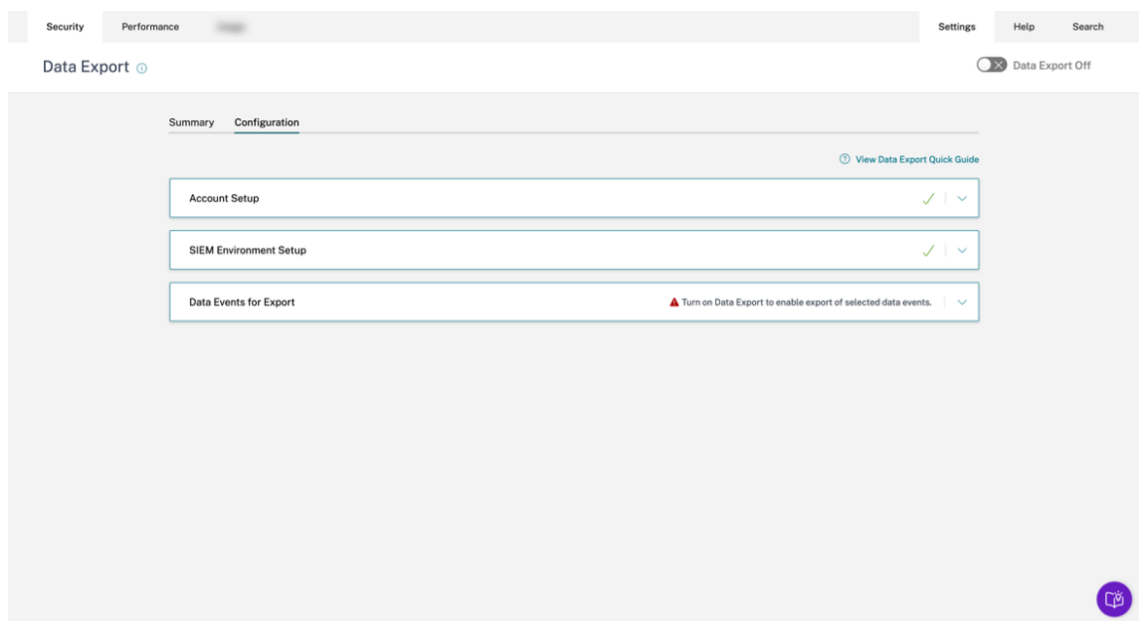 Security Performance Settings Help Search
Data Export Data Export Off
Summary Configuration
View Data Export Quick Guide
Account Setup
SIEM Environment Setup
Data Events for Export Turn on Data Export to enable export of selected data events.